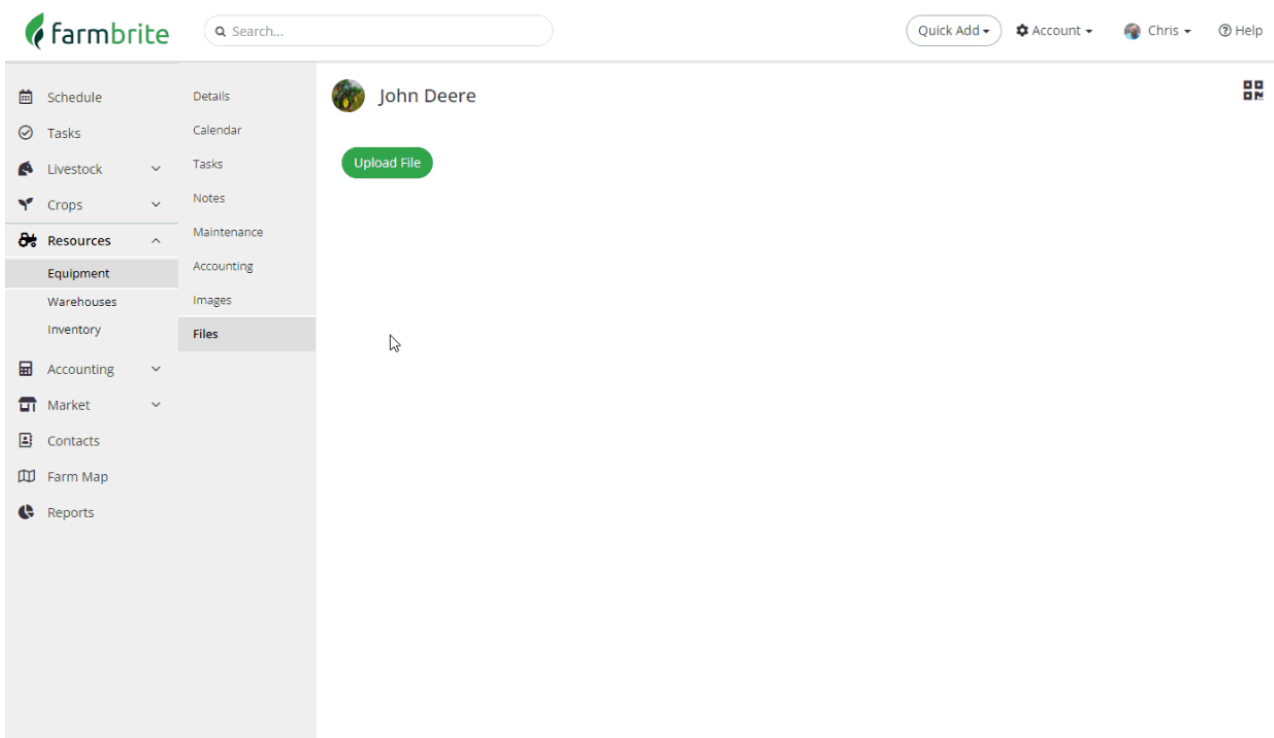 farmbrite
Search...
Quick Add
Account
Chris
Help
Schedule
Tasks
Livestock
Crops
Resources
Equipment
Warehouses
Inventory
Accounting
Market
Contacts
Farm Map
Reports
Details
Calendar
Tasks
Notes
Maintenance
Accounting
Images
Files
John Deere
Upload File